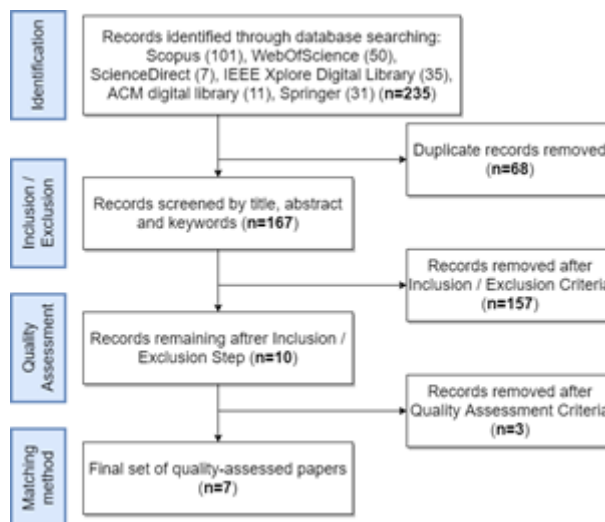 Identification
Records identified through database searching:
Scopus (101), WebOfScience (50),
ScienceDirect (7), IEEE Xplore Digital Library (35),
ACM digital library (11), Springer (31) (n=235)
Duplicate records removed
(n=68)
Inclusion /
Exclusion
Records screened by title, abstract
and keywords (n=167)
Records removed after
Inclusion / Exclusion Criteria
(n=157)
Quality
Assessment
Records remaining aftrer Inclusion /
Exclusion Step (n=10)
Records removed after
Quality Assessment Criteria
(n=3)
Matching
method
Final set of quality-assessed papers
(n=7)